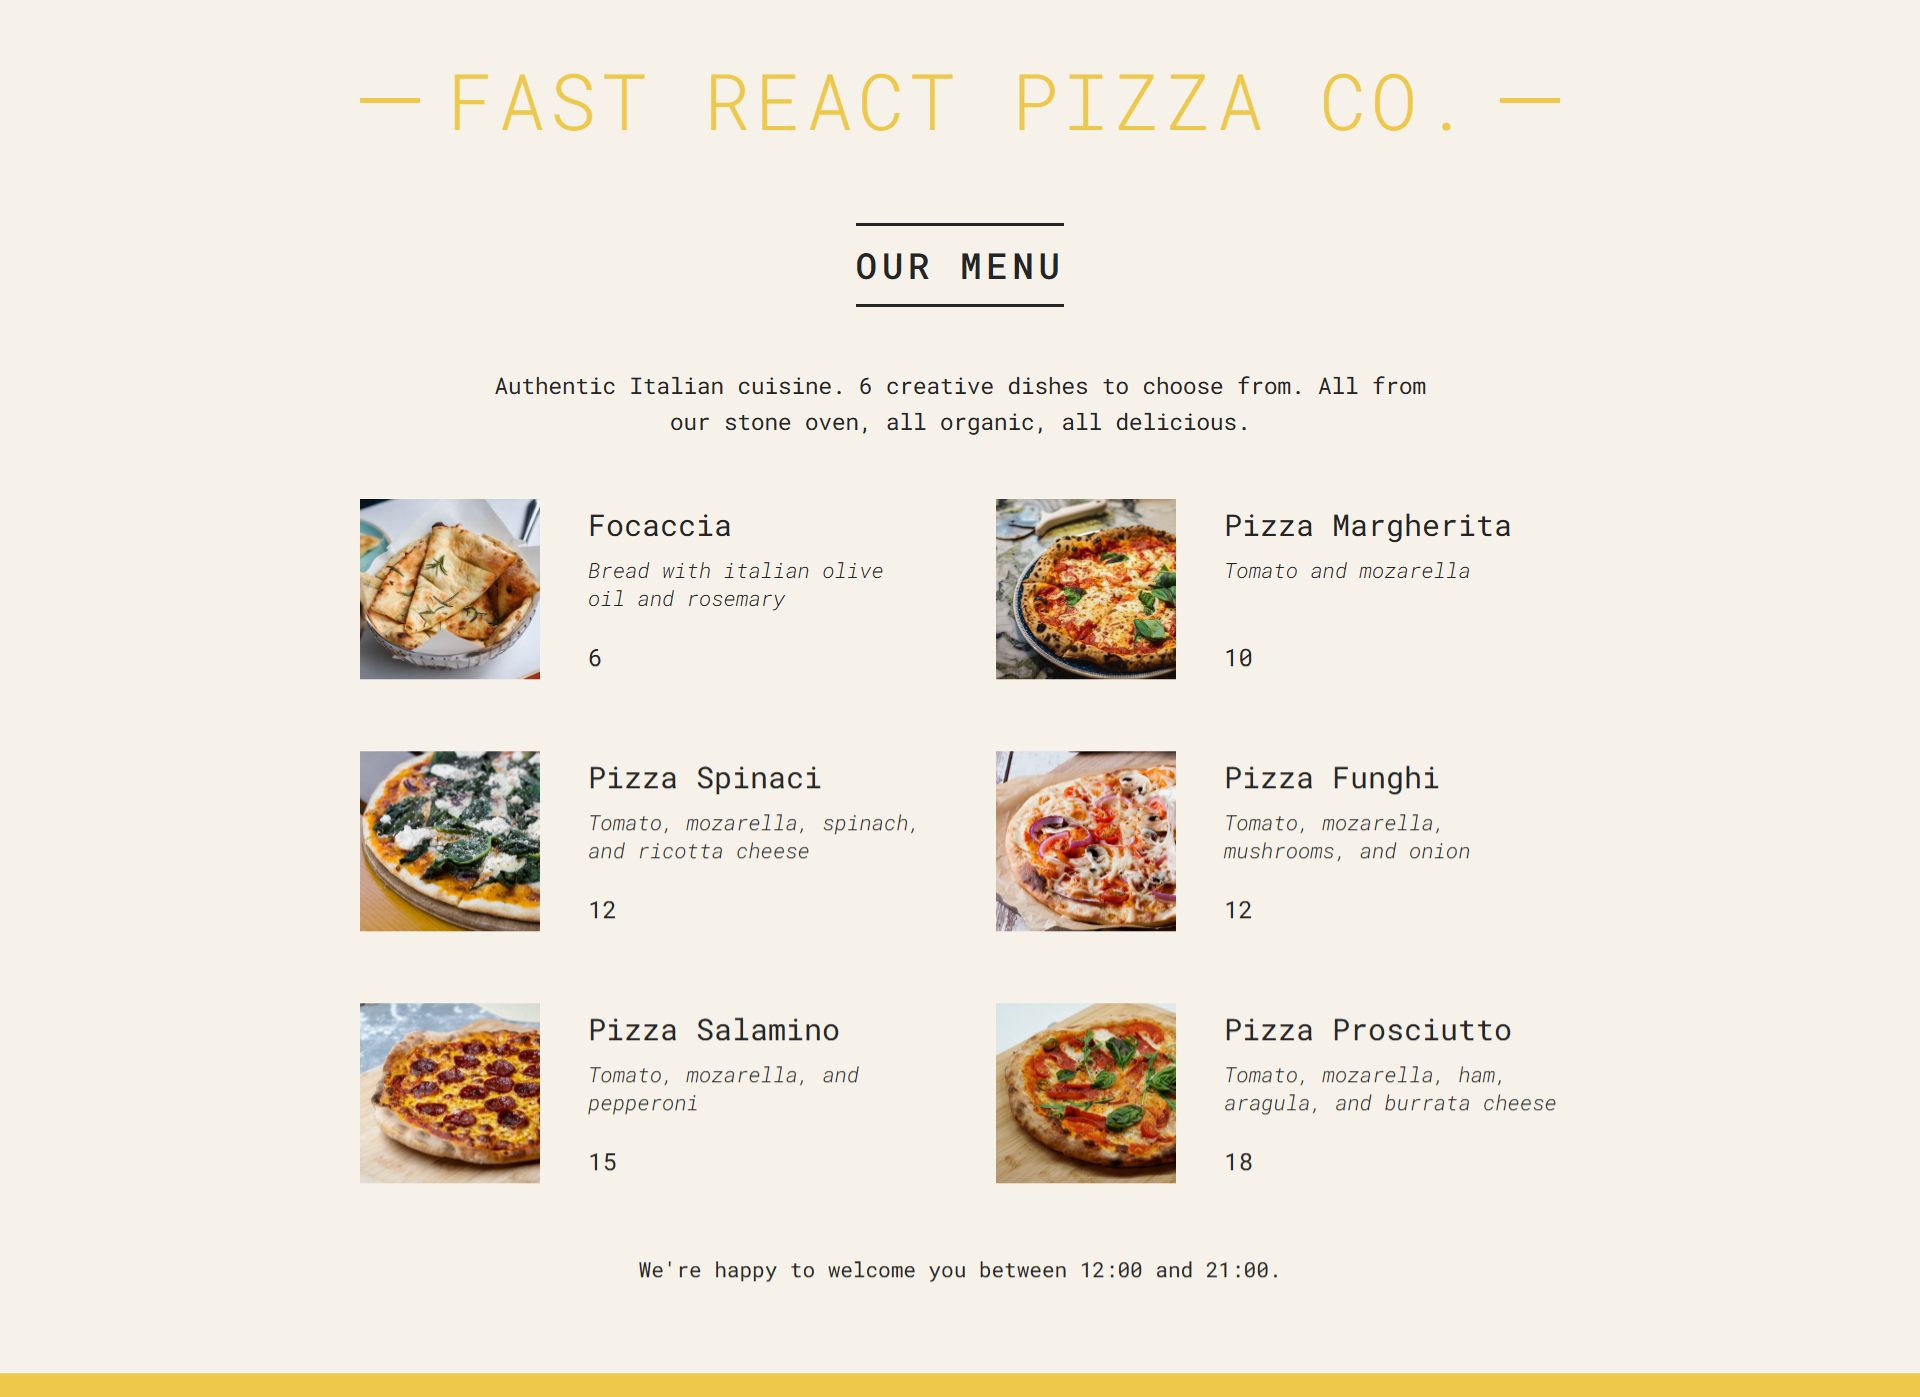 FAST REACT PIZZA CO.
OUR MENU
Authentic Italian cuisine. 6 creative dishes to choose from. All from
our stone oven, all organic, all delicious.
Focaccia
Bread with italian olive
oil and rosemary
6
Pizza Margherita
Tomato and mozarella
10
Pizza Spinaci
Tomato, mozarella, spinach,
and ricotta cheese
12
Pizza Funghi
Tomato, mozarella,
mushrooms, and onion
12
Pizza Salamino
Tomato, mozarella, and
pepperoni
15
Pizza Prosciutto
Tomato, mozarella, ham,
aragula, and burrata cheese
18
We're happy to welcome you between 12:00 and 21:00.